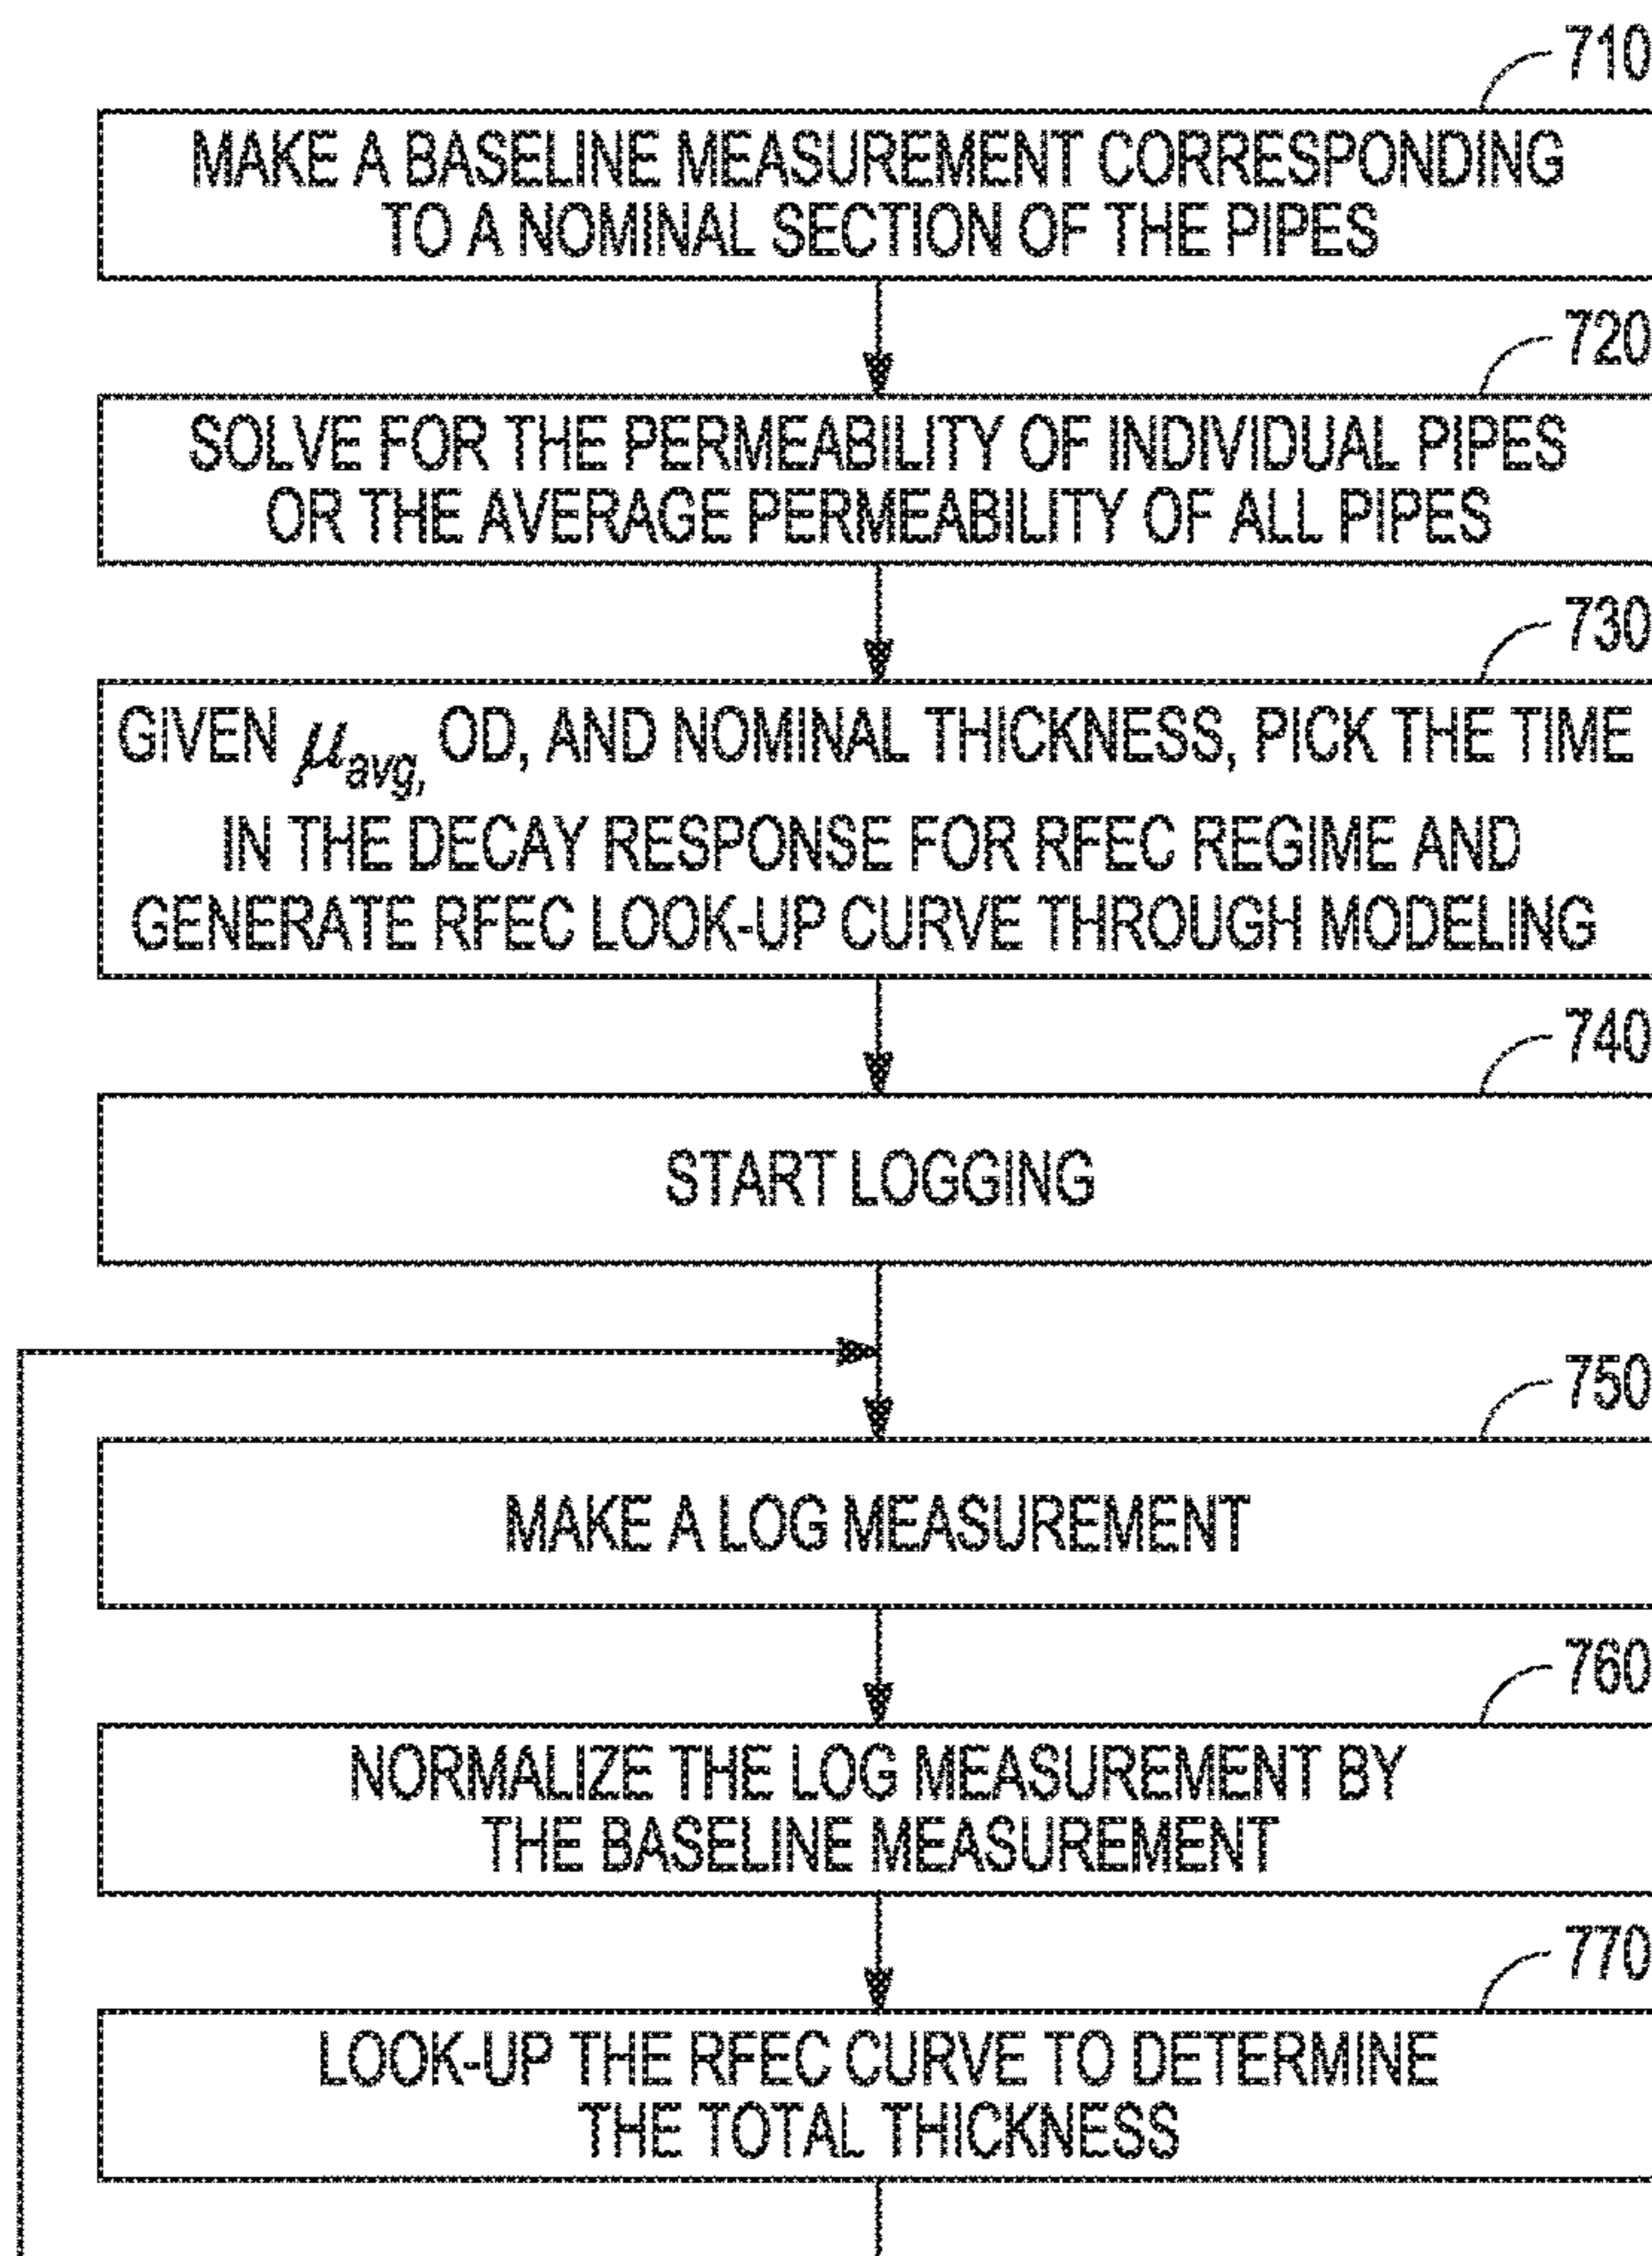 710
MAKE A BASELINE MEASUREMENT CORRESPONDING
TO A NOMINAL SECTION OF THE PIPES
720
SOLVE FOR THE PERMEABILITY OF INDIVIDUAL PIPES
OR THE AVERAGE PERMEABILITY OF ALL PIPES
730
GIVEN μavg, OD, AND NOMINAL THICKNESS, PICK THE TIME
IN THE DECAY RESPONSE FOR RFEC REGIME AND
GENERATE RFEC LOOK-UP CURVE THROUGH MODELING
740
START LOGGING
750
MAKE A LOG MEASUREMENT
760
NORMALIZE THE LOG MEASUREMENT BY
THE BASELINE MEASUREMENT
770
LOOK-UP THE RFEC CURVE TO DETERMINE
THE TOTAL THICKNESS